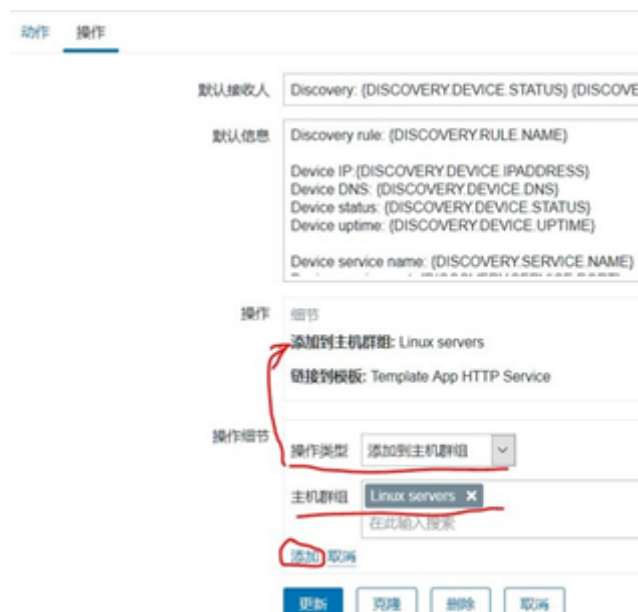 动作 操作
默认接收人 Discovery: {DISCOVERY.DEVICE.STATUS} {DISCOVE
默认信息 Discovery rule: {DISCOVERY.RULE.NAME}
Device IP:{DISCOVERY.DEVICE.IPADDRESS}
Device DNS: {DISCOVERY.DEVICE.DNS}
Device status: {DISCOVERY.DEVICE.STATUS}
Device uptime: {DISCOVERY.DEVICE.UPTIME}
Device service name: {DISCOVERY.SERVICE.NAME}
操作 细节
添加到主机群组: Linux servers
链接到模板: Template App HTTP Service
操作细节
操作类型 添加到主机群组
主机群组 Linux servers ×
在此输入搜索
添加 取消
更新 克隆 删除 取消